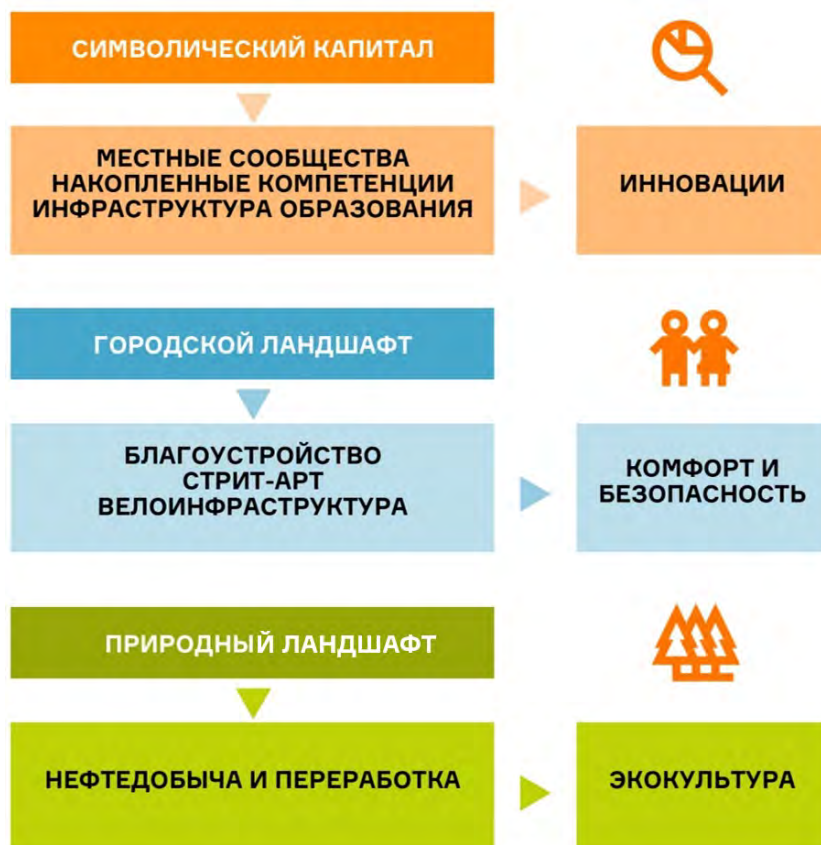 СИМВОЛИЧЕСКИЙ КАПИТАЛ
МЕСТНЫЕ СООБЩЕСТВА
НАКОПЛЕННЫЕ КОМПЕТЕНЦИИ
ИНФРАСТРУКТУРА ОБРАЗОВАНИЯ
ИННОВАЦИИ
ГОРОДСКОЙ ЛАНДШАФТ
БЛАГОУСТРОЙСТВО
СТРИТ-АРТ
ВЕЛОИНФРАСТРУКТУРА
КОМФОРТ И
БЕЗОПАСНОСТЬ
ПРИРОДНЫЙ ЛАНДШАФТ
НЕФТЕДОБЫЧА И ПЕРЕРАБОТКА
ЭКОКУЛЬТУРА